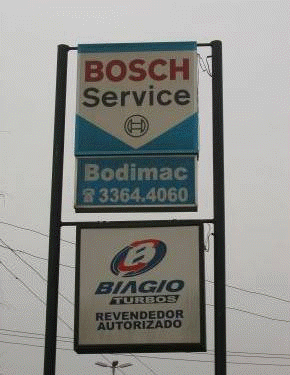 BOSCH
Service
Bodimac
☎ 3364.4060
B
BIAGIO
TURBOS
REVENDEDOR
AUTORIZADO